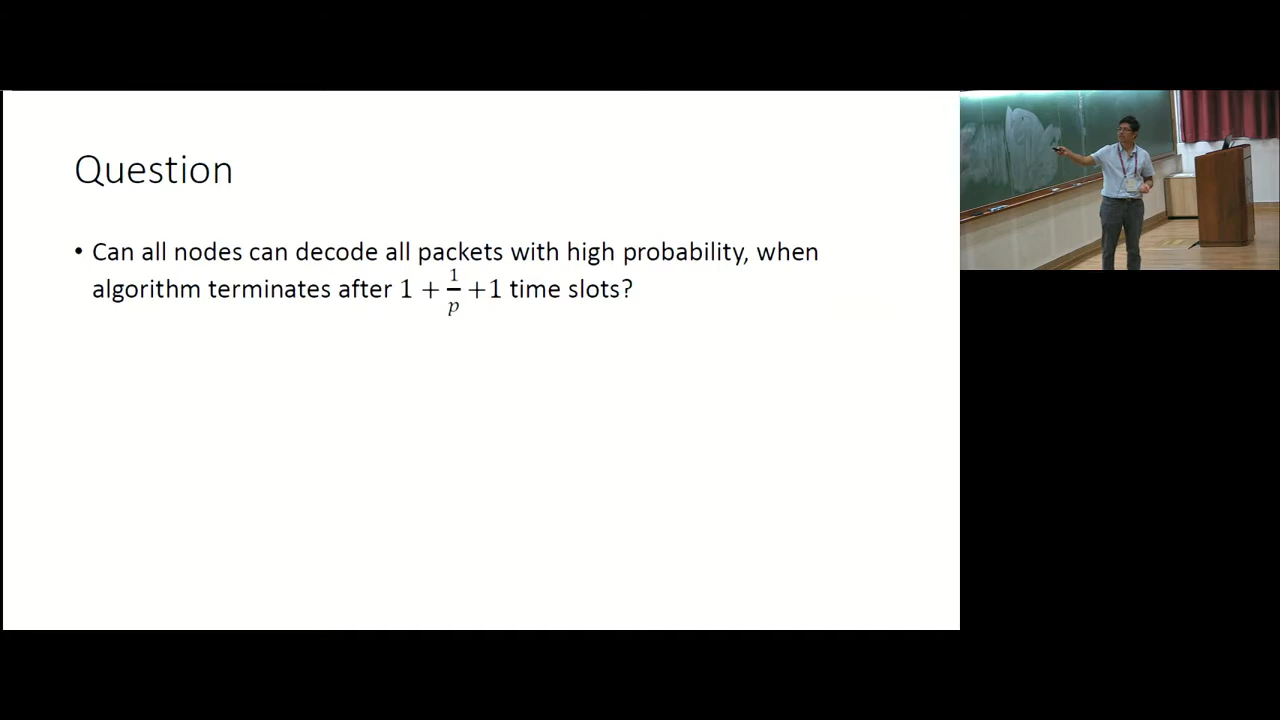 Question
• Can all nodes can decode all packets with high probability, when
algorithm terminates after 1 + 1/p +1 time slots?